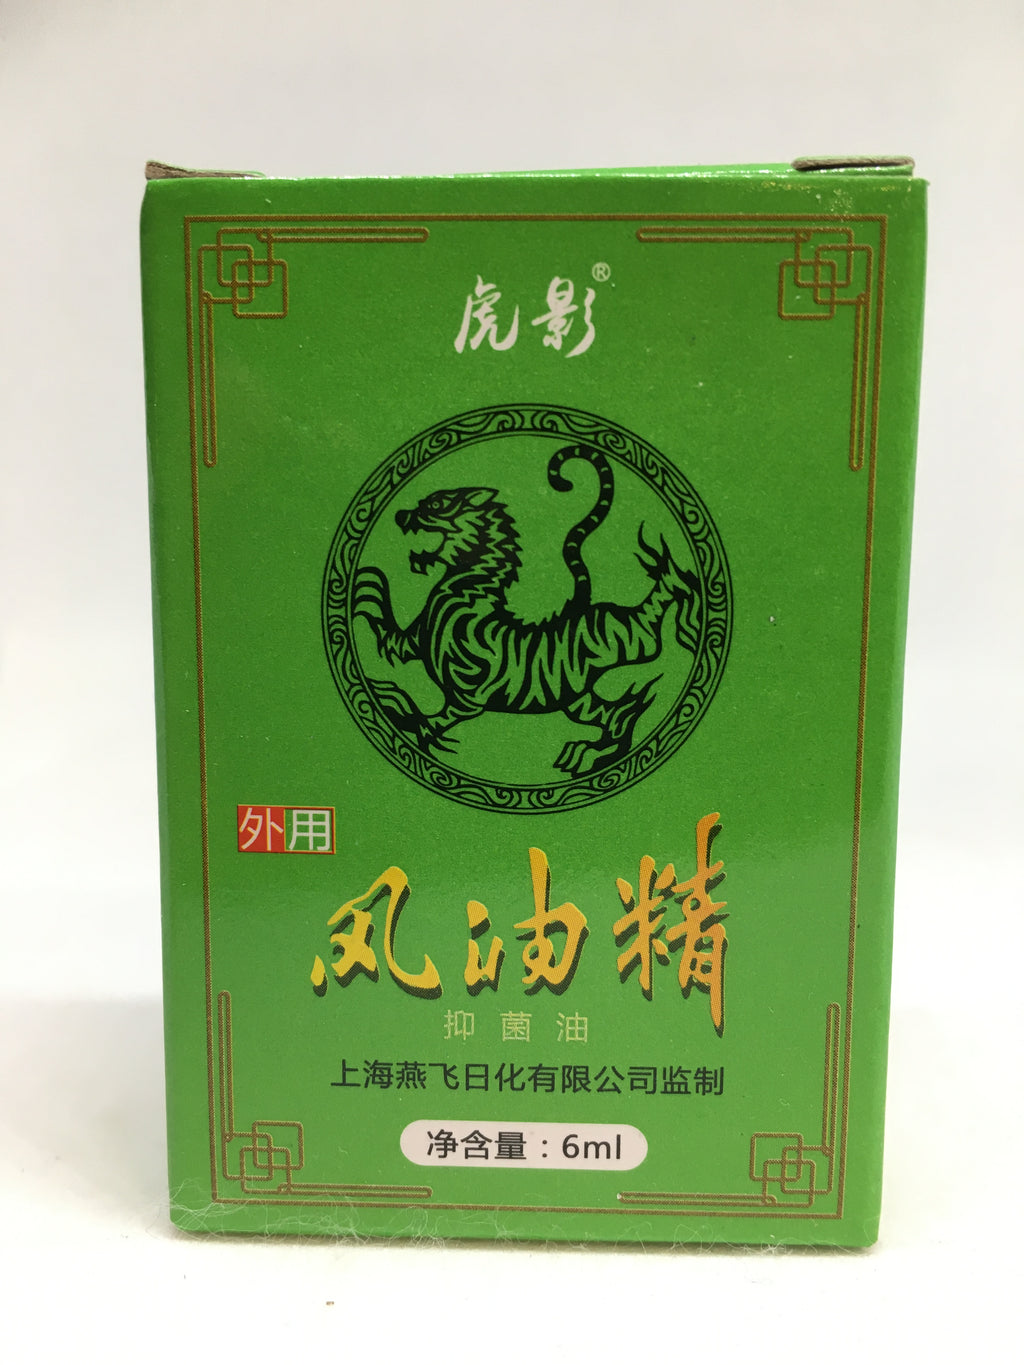 虎影®
外用
风油精
抑菌油
上海燕飞日化有限公司监制
净含量：6ml